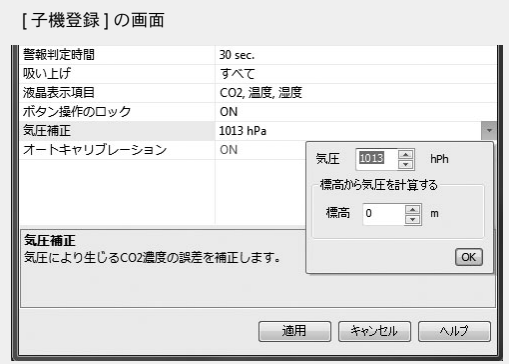 [ 子機登録 ] の画面
警報判定時間 30 sec.
吸い上げ すべて
液晶表示項目 CO2, 温度, 湿度
ボタン操作のロック ON
気圧補正 1013 hPa
オートキャリブレーション ON
気圧 1013 hPh
標高から気圧を計算する
標高 0 m
OK
気圧補正
気圧により生じるCO2濃度の誤差を補正します。
適用 キャンセル ヘルプ